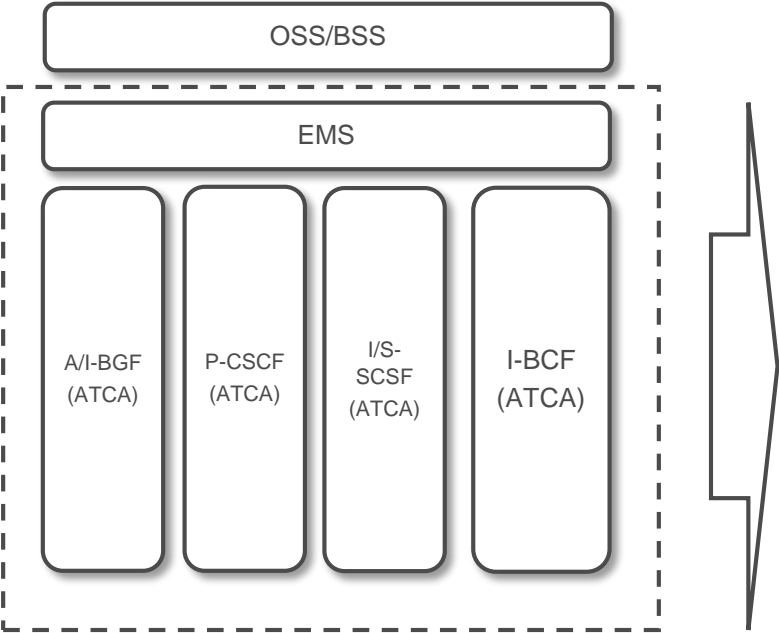 OSS/BSS
EMS
A/I-BGF
(ATCA)
P-CSCF
(ATCA)
I/S-
SCSF
(ATCA)
I-BCF
(ATCA)